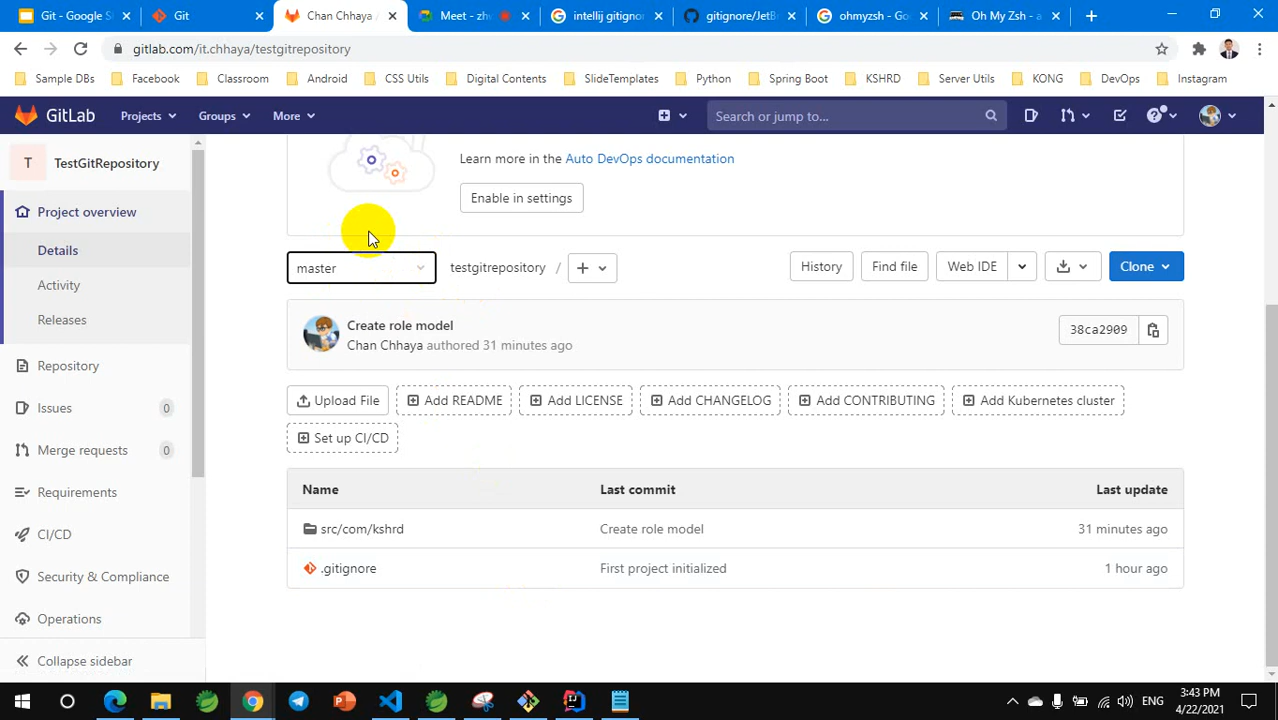 Git - Google Sl
Git
Chan Chhaya /
Meet - zhv
intellij gitignor
gitignore/JetB
ohmyzsh - Goo
Oh My Zsh - a
gitlab.com/it.chhaya/testgitrepository
Sample DBs
Facebook
Classroom
Android
CSS Utils
Digital Contents
SlideTemplates
Python
Spring Boot
KSHRD
Server Utils
KONG
DevOps
Instagram
GitLab
Projects
Groups
More
Search or jump to...
T
TestGitRepository
Project overview
Details
Activity
Releases
Repository
Issues
0
Merge requests
0
Requirements
CI/CD
Security & Compliance
Operations
Collapse sidebar
Learn more in the Auto DevOps documentation
Enable in settings
master
testgitrepository /
History
Find file
Web IDE
Clone
Create role model
Chan Chhaya authored 31 minutes ago
38ca2909
Upload File
Add README
Add LICENSE
Add CHANGELOG
Add CONTRIBUTING
Add Kubernetes cluster
Set up CI/CD
Name
Last commit
Last update
src/com/kshrd
Create role model
31 minutes ago
.gitignore
First project initialized
1 hour ago
ENG
3:43 PM
4/22/2021